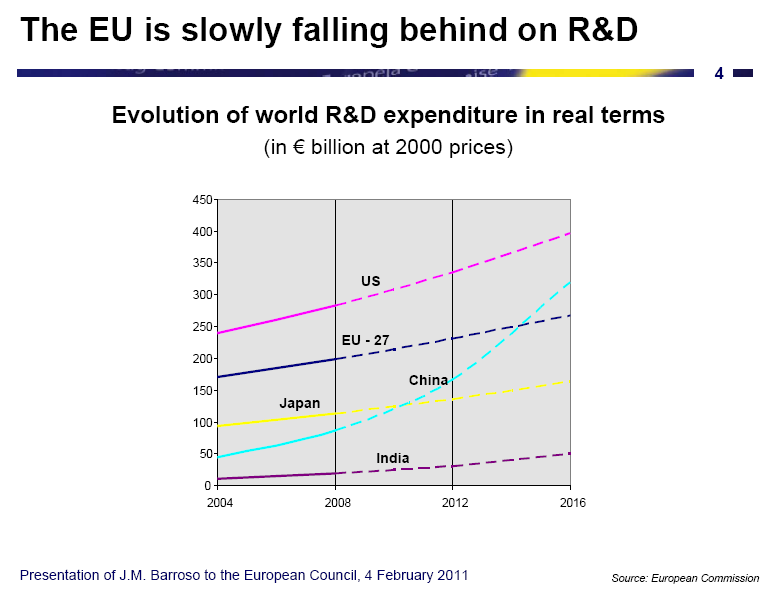 The EU is slowly falling behind on R&D
4
Evolution of world R&D expenditure in real terms
(in € billion at 2000 prices)
450
400
350
300
250
200
150
100
50
0
US
EU - 27
China
Japan
India
2004
2008
2012
2016
Presentation of J.M. Barroso to the European Council, 4 February 2011
Source: European Commission